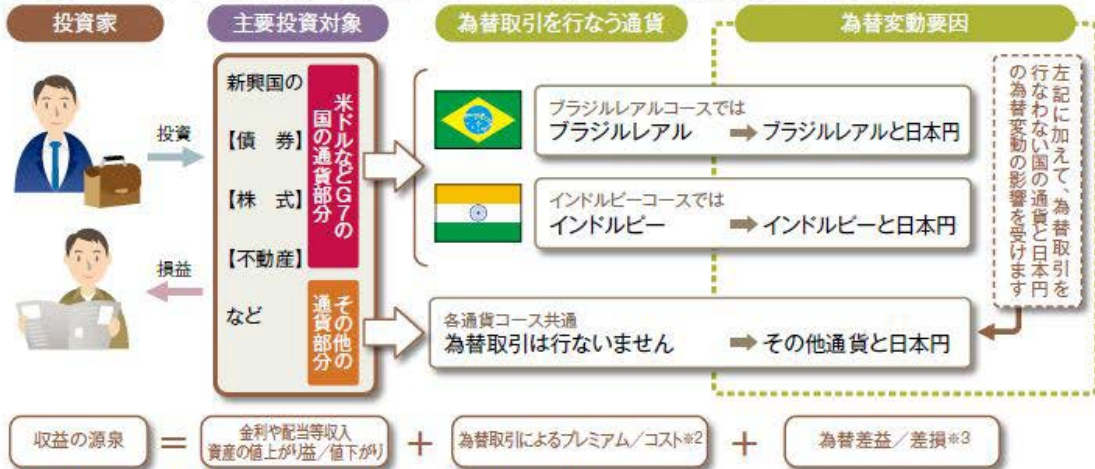 投資家
主要投資対象
為替取引を行なう通貨
為替変動要因
投資
損益
新興国の
【債 券】
【株 式】
【不動産】
など
米ドルなどG7の
国の通貨部分
その他の
通貨部分
ブラジルレアルコースでは
ブラジルレアル
ブラジルレアルと日本円
インドルピーコースでは
インドルピー
インドルピーと日本円
各通貨コース共通
為替取引は行ないません
その他通貨と日本円
左記に加えて、為替取引を
行なわない国の通貨と日本円
の為替変動の影響を受けます
収益の源泉
=
金利や配当等収入
資産の値上がり益/値下がり
+
為替取引によるプレミアム/コスト※2
+
為替差益/差損※3